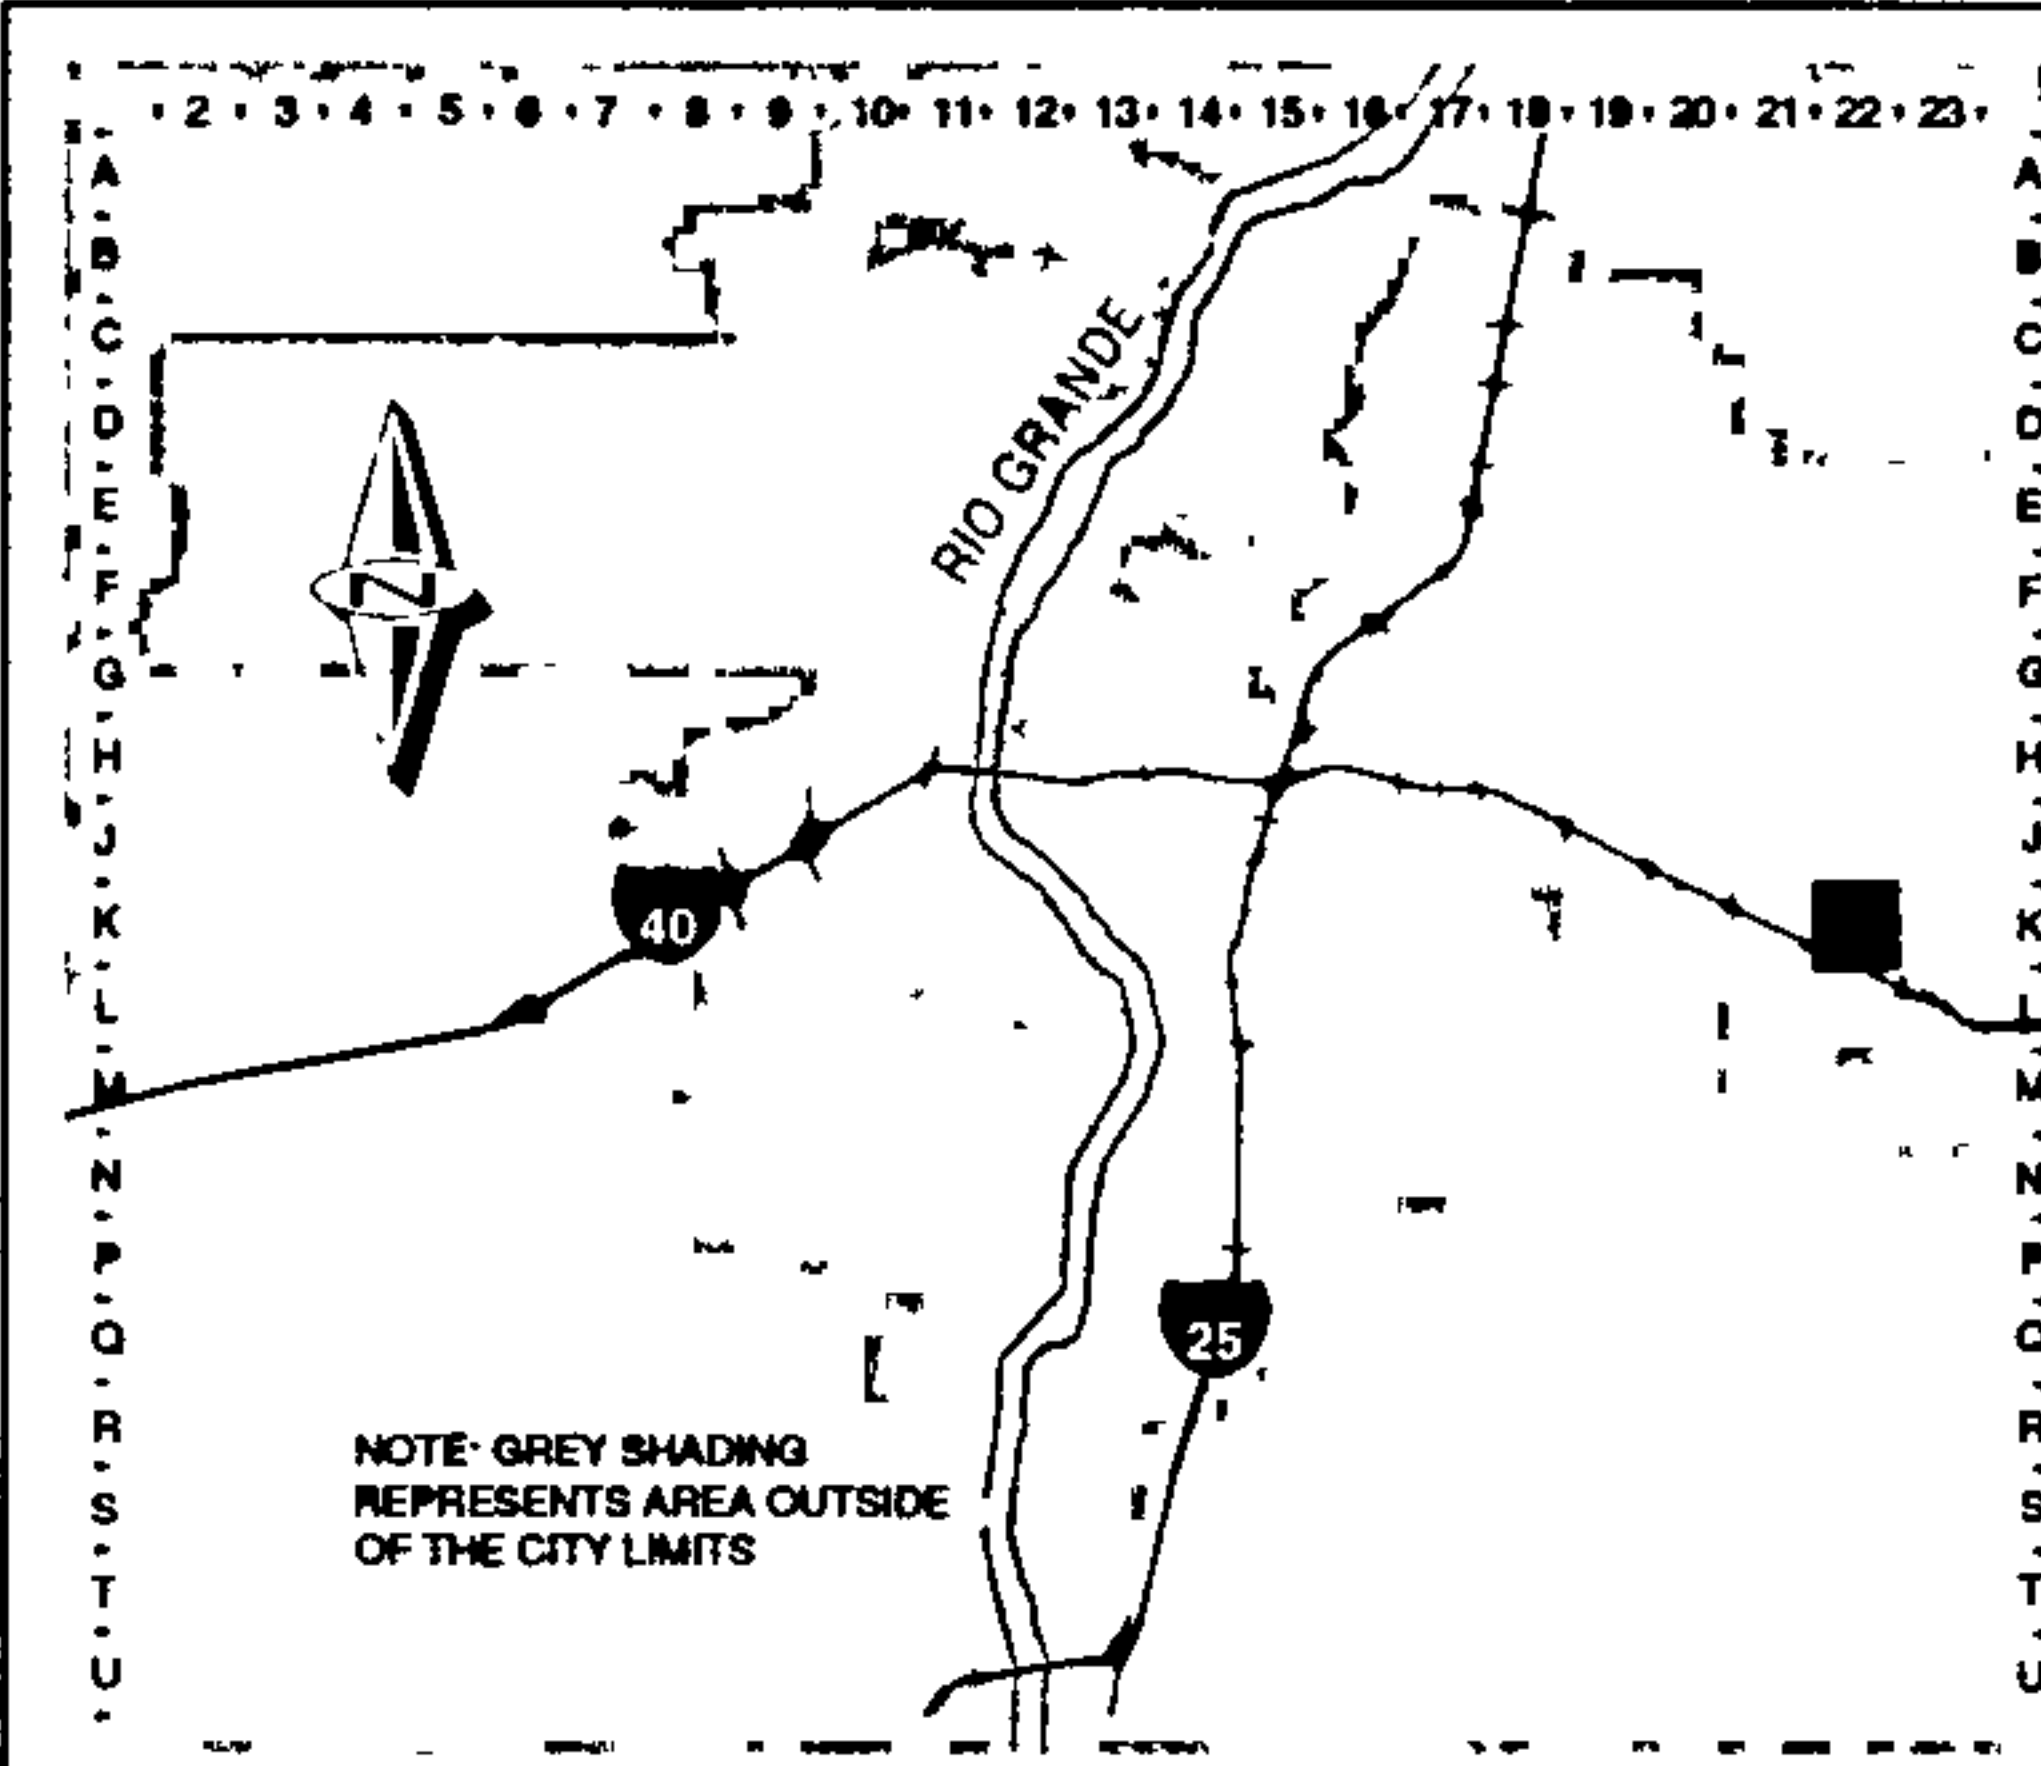 2 3 4 5 6 7 8 9 10 11 12 13 14 15 16 17 18 19 20 21 22 23
A A
B B
C C
D D
E E
F F
G G
H H
J J
K K
L L
M M
N N
P P
Q Q
R R
S S
T T
U U
RIO GRANDE
N
40
25
NOTE: GREY SHADING
REPRESENTS AREA OUTSIDE
OF THE CITY LIMITS